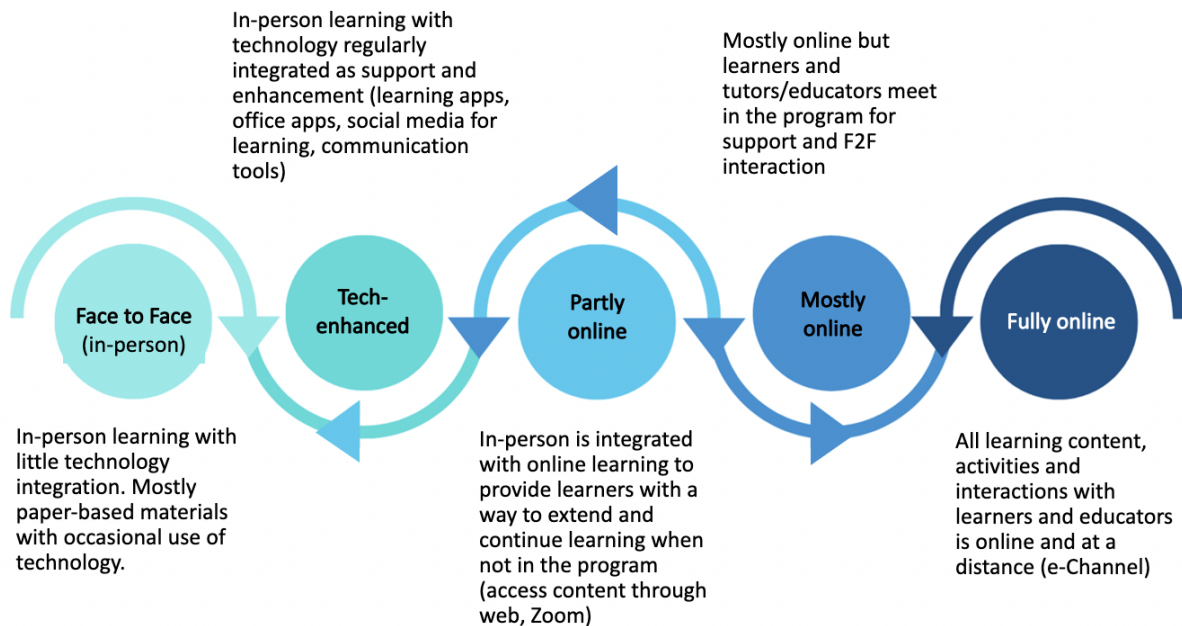 In-person learning with
technology regularly
integrated as support and
enhancement (learning apps,
office apps, social media for
learning, communication
tools)
Mostly online but
learners and
tutors/educators meet
in the program for
support and F2F
interaction
Face to Face
(in-person)
Tech-
enhanced
Partly
online
Mostly
online
Fully online
In-person learning with
little technology
integration. Mostly
paper-based materials
with occasional use of
technology.
In-person is integrated
with online learning to
provide learners with a
way to extend and
continue learning when
not in the program
(access content through
web, Zoom)
All learning content,
activities and
interactions with
learners and educators
is online and at a
distance (e-Channel)